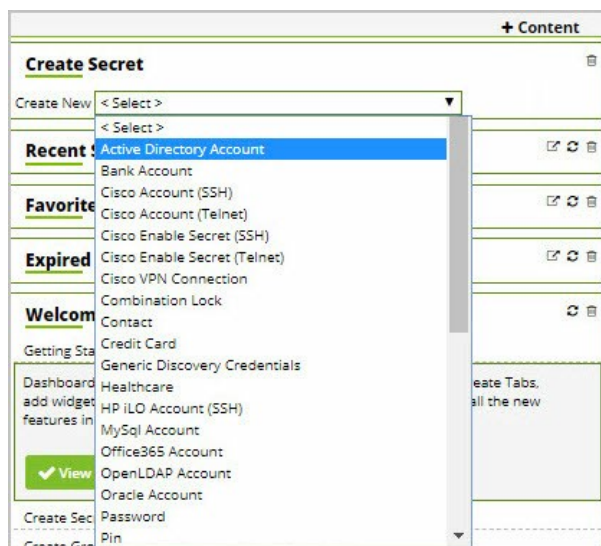 + Content
Create Secret
Create New < Select >
< Select >
Recent S
Active Directory Account
Bank Account
Cisco Account (SSH)
Favorite
Cisco Account (Telnet)
Cisco Enable Secret (SSH)
Expired
Cisco Enable Secret (Telnet)
Cisco VPN Connection
Combination Lock
Welcom
Contact
Credit Card
Getting Sta
Generic Discovery Credentials
Dashboard
Healthcare
eate Tabs,
add widget
HP iLO Account (SSH)
all the new
features in
MySql Account
Office365 Account
View
OpenLDAP Account
Oracle Account
Create Sec
Password
Pin